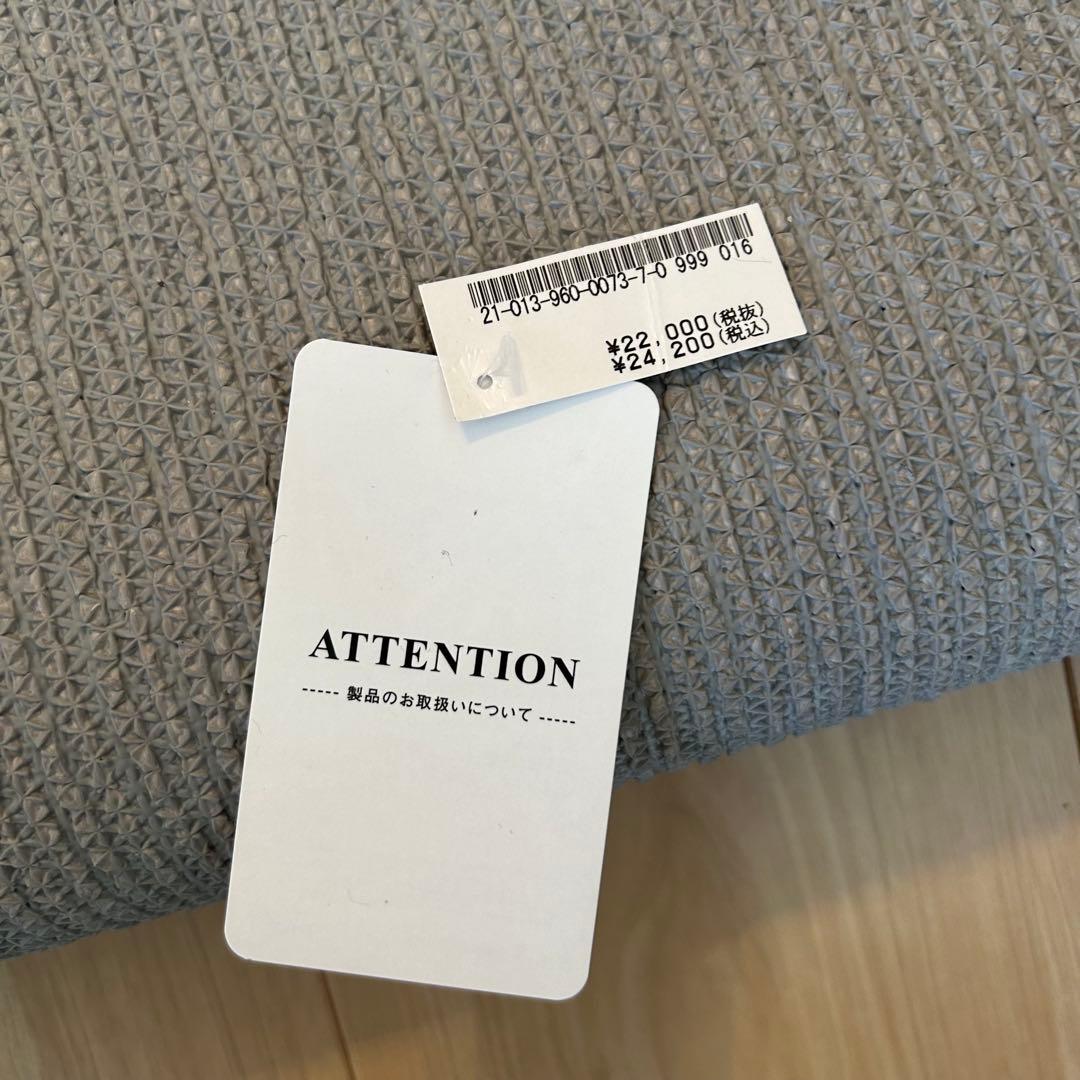 21-013-960-0073-7-0 999 016
¥22,000(税抜)
¥24,200(税込)
ATTENTION
----- 製品のお取扱いについて -----